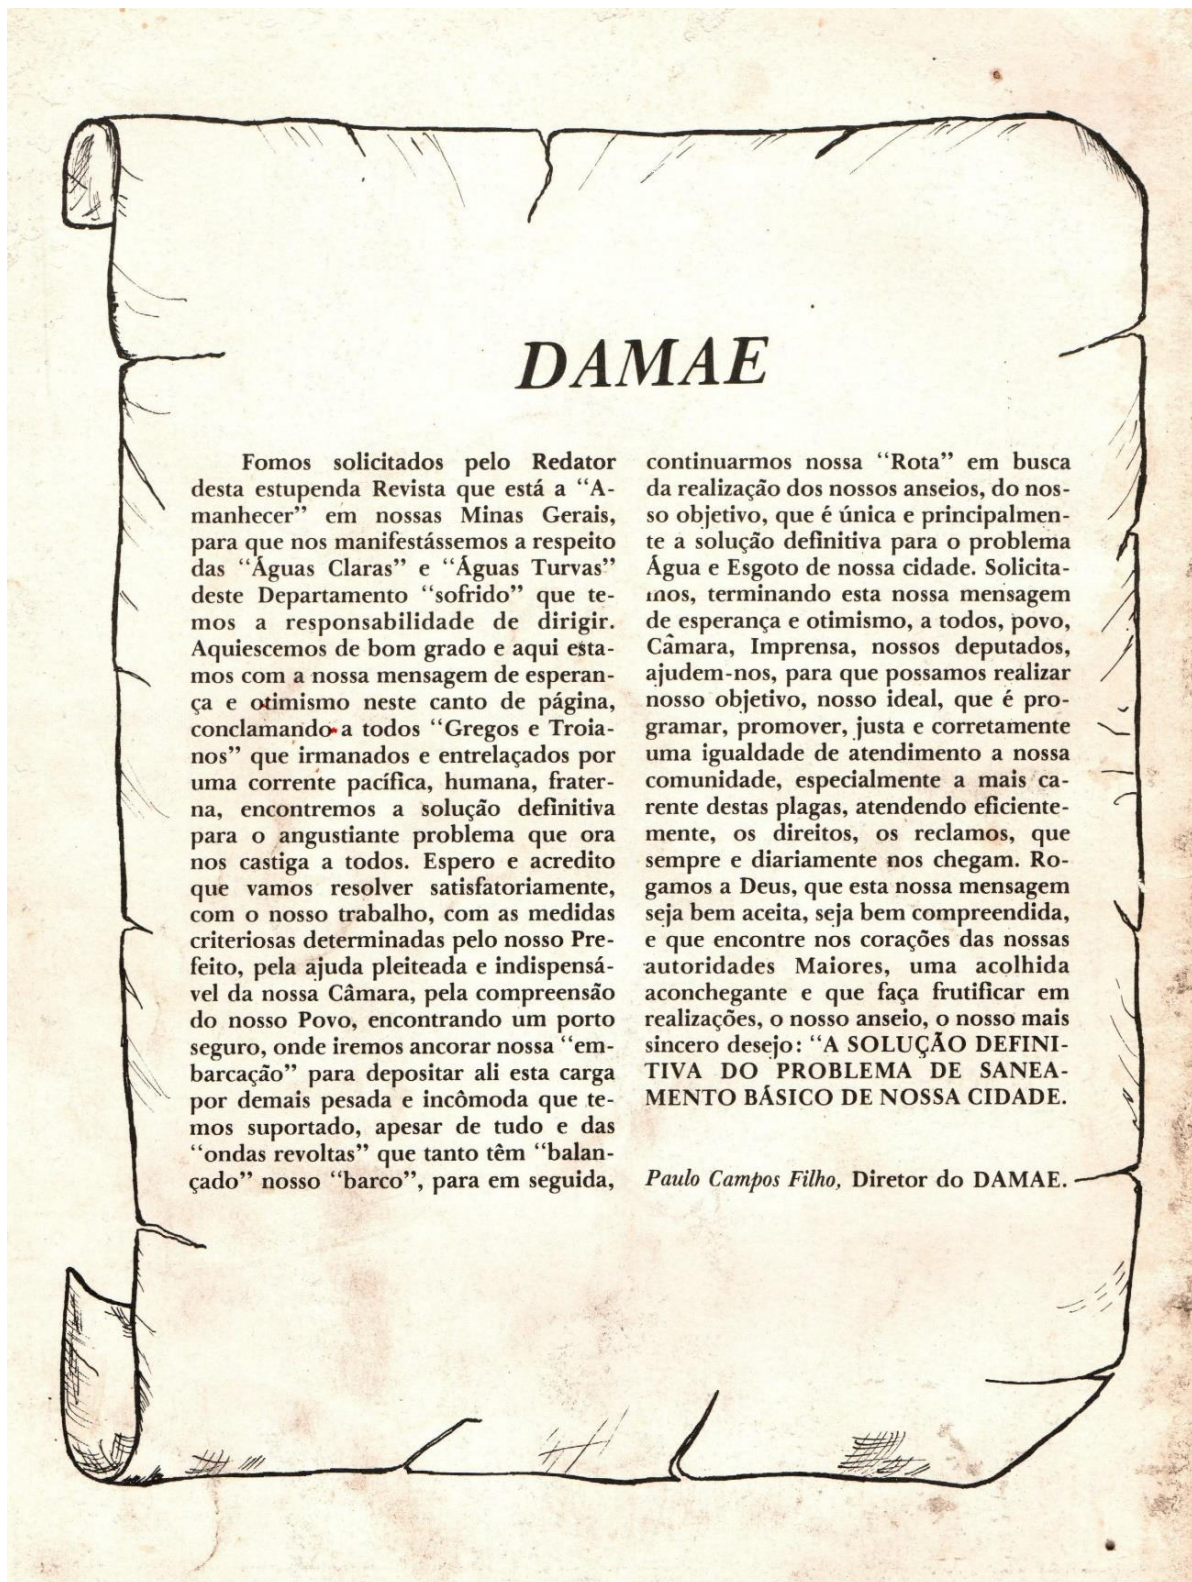 DAMAE
Fomos solicitados pelo Redator
desta estupenda Revista que está a “A-
manhecer” em nossas Minas Gerais,
para que nos manifestássemos a respeito
das “Águas Claras” e “Águas Turvas”
deste Departamento “sofrido” que te-
mos a responsabilidade de dirigir.
Aquiescemos de bom grado e aqui esta-
mos com a nossa mensagem de esperan-
ça e otimismo neste canto de página,
conclamando a todos “Gregos e Troia-
nos” que irmanados e entrelaçados por
uma corrente pacífica, humana, frater-
na, encontremos a solução definitiva
para o angustiante problema que ora
nos castiga a todos. Espero e acredito
que vamos resolver satisfatoriamente,
com o nosso trabalho, com as medidas
criteriosas determinadas pelo nosso Pre-
feito, pela ajuda pleiteada e indispensá-
vel da nossa Câmara, pela compreensão
do nosso Povo, encontrando um porto
seguro, onde iremos ancorar nossa “em-
barcação” para depositar ali esta carga
por demais pesada e incômoda que te-
mos suportado, apesar de tudo e das
“ondas revoltas” que tanto têm “balan-
çado” nosso “barco”, para em seguida,
continuarmos nossa “Rota” em busca
da realização dos nossos anseios, do nos-
so objetivo, que é única e principalmen-
te a solução definitiva para o problema
Água e Esgoto de nossa cidade. Solicita-
mos, terminando esta nossa mensagem
de esperança e otimismo, a todos, povo,
Câmara, Imprensa, nossos deputados,
ajudem-nos, para que possamos realizar
nosso objetivo, nosso ideal, que é pro-
gramar, promover, justa e corretamente
uma igualdade de atendimento a nossa
comunidade, especialmente a mais ca-
rente destas plagas, atendendo eficiente-
mente, os direitos, os reclamos, que
sempre e diariamente nos chegam. Ro-
gamos a Deus, que esta nossa mensagem
seja bem aceita, seja bem compreendida,
e que encontre nos corações das nossas
autoridades Maiores, uma acolhida
aconchegante e que faça frutificar em
realizações, o nosso anseio, o nosso mais
sincero desejo: “A SOLUÇÃO DEFINI-
TIVA DO PROBLEMA DE SANEA-
MENTO BÁSICO DE NOSSA CIDADE.
Paulo Campos Filho, Diretor do DAMAE.